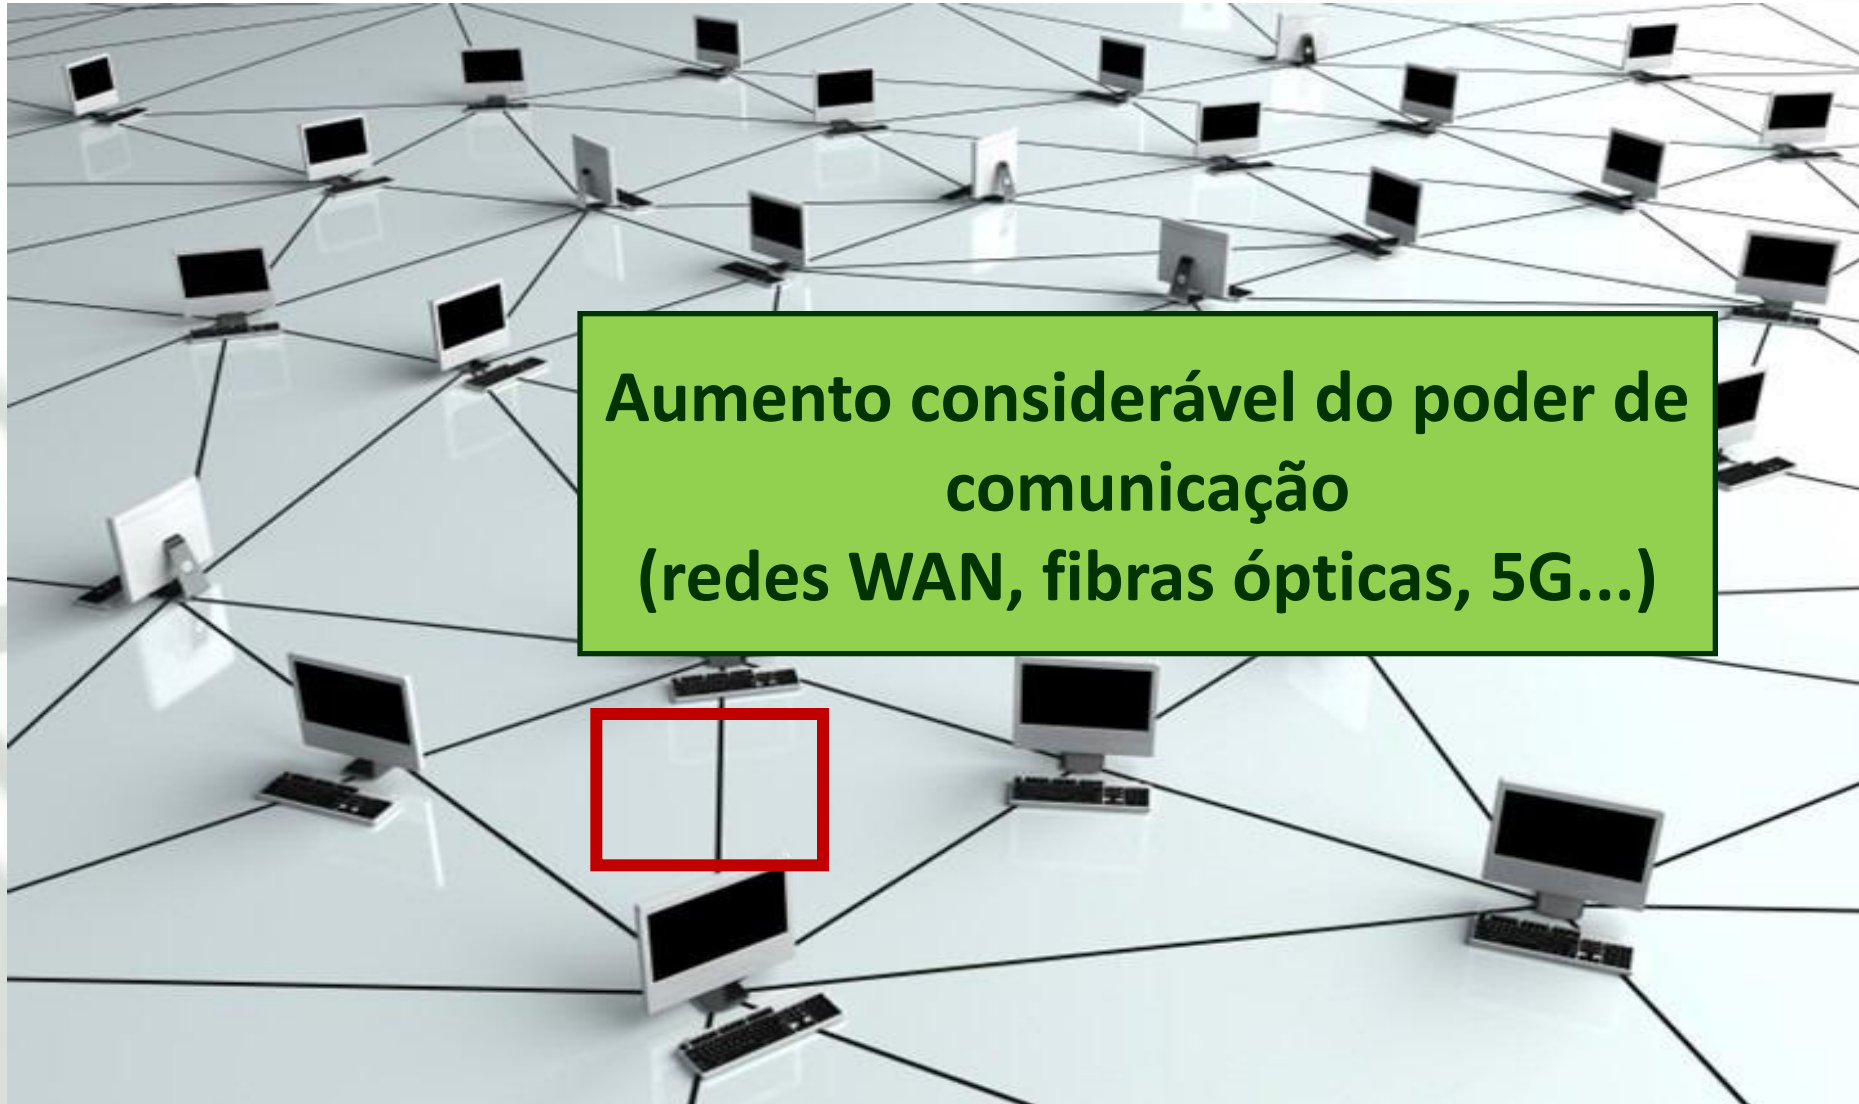 Aumento considerável do poder de
comunicação
(redes WAN, fibras ópticas, 5G...)